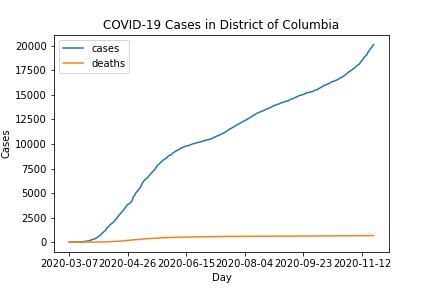 COVID-19 Cases in District of Columbia
cases
deaths
20000
17500
15000
12500
10000
7500
5000
2500
0
Cases
2020-03-07 2020-04-26 2020-06-15 2020-08-04 2020-09-23 2020-11-12
Day